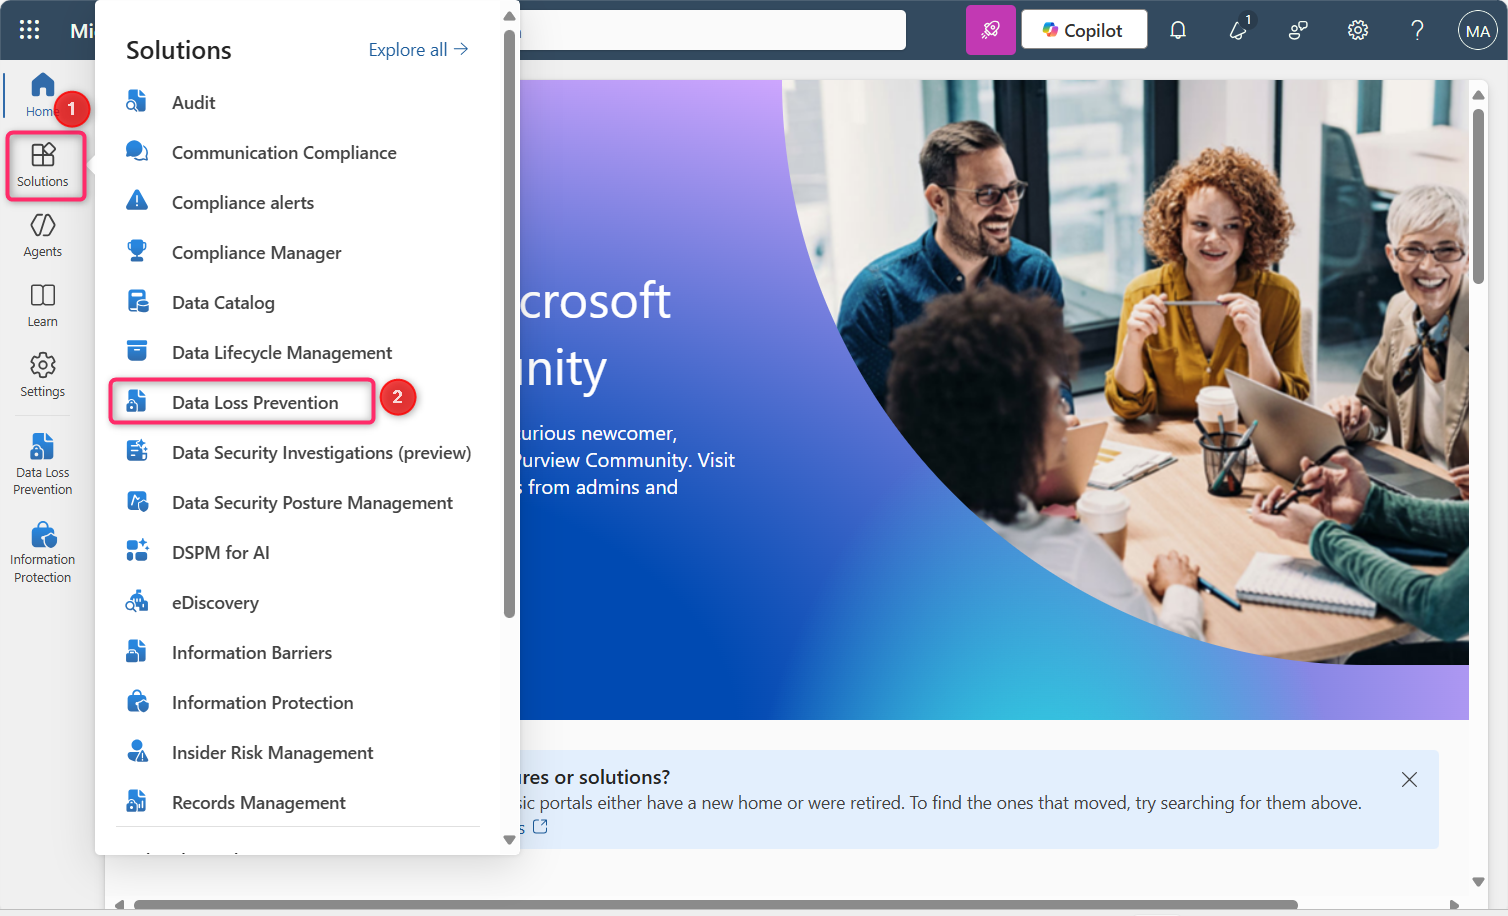 Solutions
Explore all
Copilot
1
MA
Home
1
Solutions
Agents
Learn
Settings
Data Loss
Prevention
Information
Protection
Audit
Communication Compliance
Compliance alerts
Compliance Manager
Data Catalog
Data Lifecycle Management
Data Loss Prevention
2
Data Security Investigations (preview)
Data Security Posture Management
DSPM for AI
eDiscovery
Information Barriers
Information Protection
Insider Risk Management
Records Management
crosoft
nity
urious newcomer,
urview Community. Visit
s from admins and
res or solutions?
sic portals either have a new home or were retired. To find the ones that moved, try searching for them above.
s